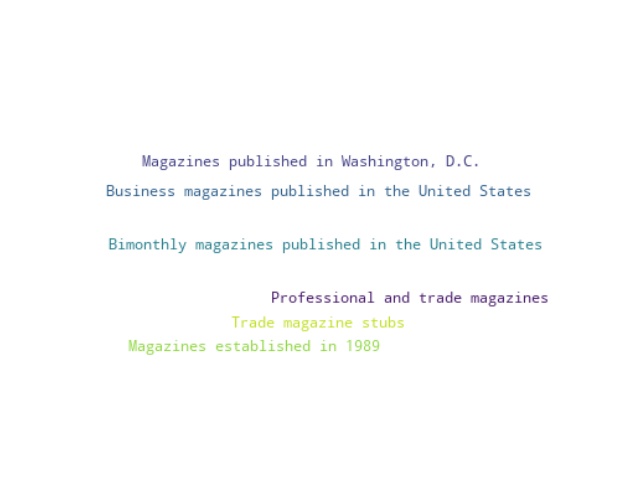 Magazines published in Washington, D.C.
Business magazines published in the United States
Bimonthly magazines published in the United States
Professional and trade magazines
Trade magazine stubs
Magazines established in 1989